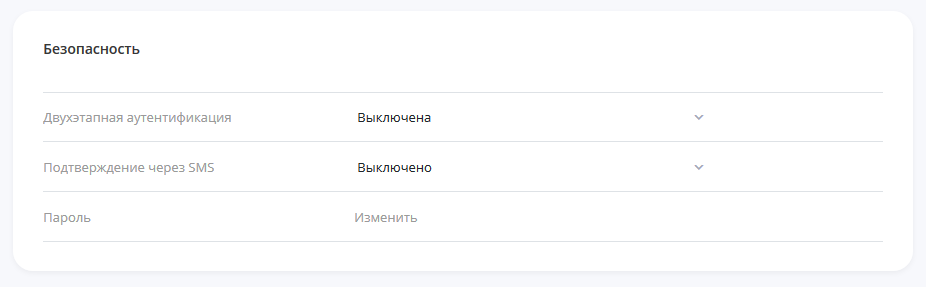 Безопасность
Двухэтапная аутентификация Выключена
Подтверждение через SMS Выключено
Пароль Изменить